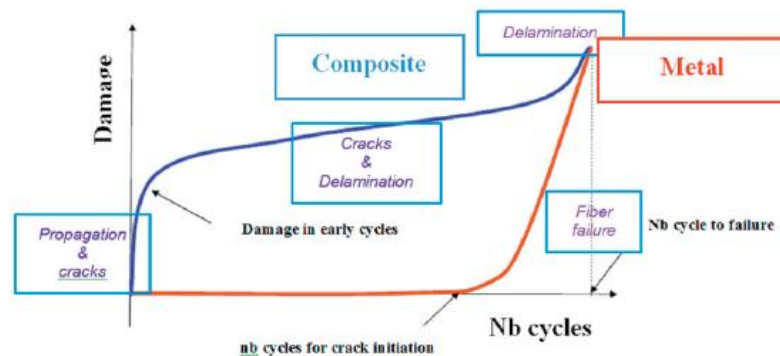 Delamination
Composite
Metal
Damage
Cracks
&
Delamination
Propagation
&
cracks
Damage in early cycles
Fiber
failure
Nb cycle to failure
Nb cycles
nb cycles for crack initiation